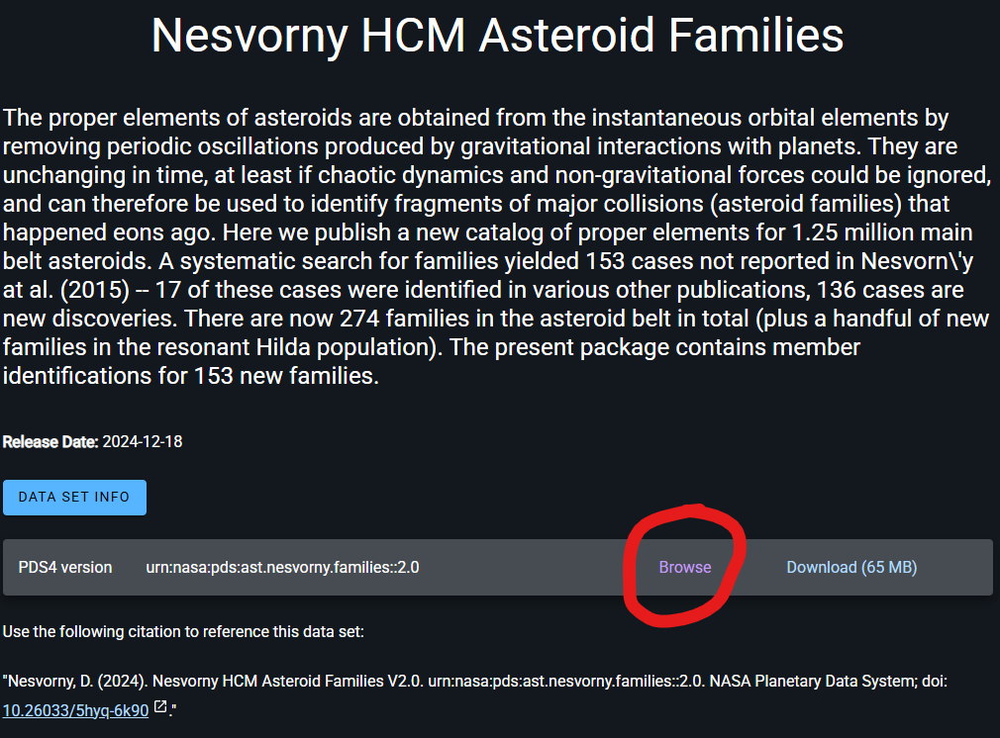 Nesvorny HCM Asteroid Families
The proper elements of asteroids are obtained from the instantaneous orbital elements by
removing periodic oscillations produced by gravitational interactions with planets. They are
unchanging in time, at least if chaotic dynamics and non-gravitational forces could be ignored,
and can therefore be used to identify fragments of major collisions (asteroid families) that
happened eons ago. Here we publish a new catalog of proper elements for 1.25 million main
belt asteroids. A systematic search for families yielded 153 cases not reported in Nesvorn\'y
at al. (2015) -- 17 of these cases were identified in various other publications, 136 cases are
new discoveries. There are now 274 families in the asteroid belt in total (plus a handful of new
families in the resonant Hilda population). The present package contains member
identifications for 153 new families.
Release Date: 2024-12-18
DATA SET INFO
PDS4 version urn:nasa:pds:ast.nesvorny.families::2.0 Browse Download (65 MB)
Use the following citation to reference this data set:
"Nesvorny, D. (2024). Nesvorny HCM Asteroid Families V2.0. urn:nasa:pds:ast.nesvorny.families::2.0. NASA Planetary Data System; doi:
10.26033/5hyq-6k90 ."